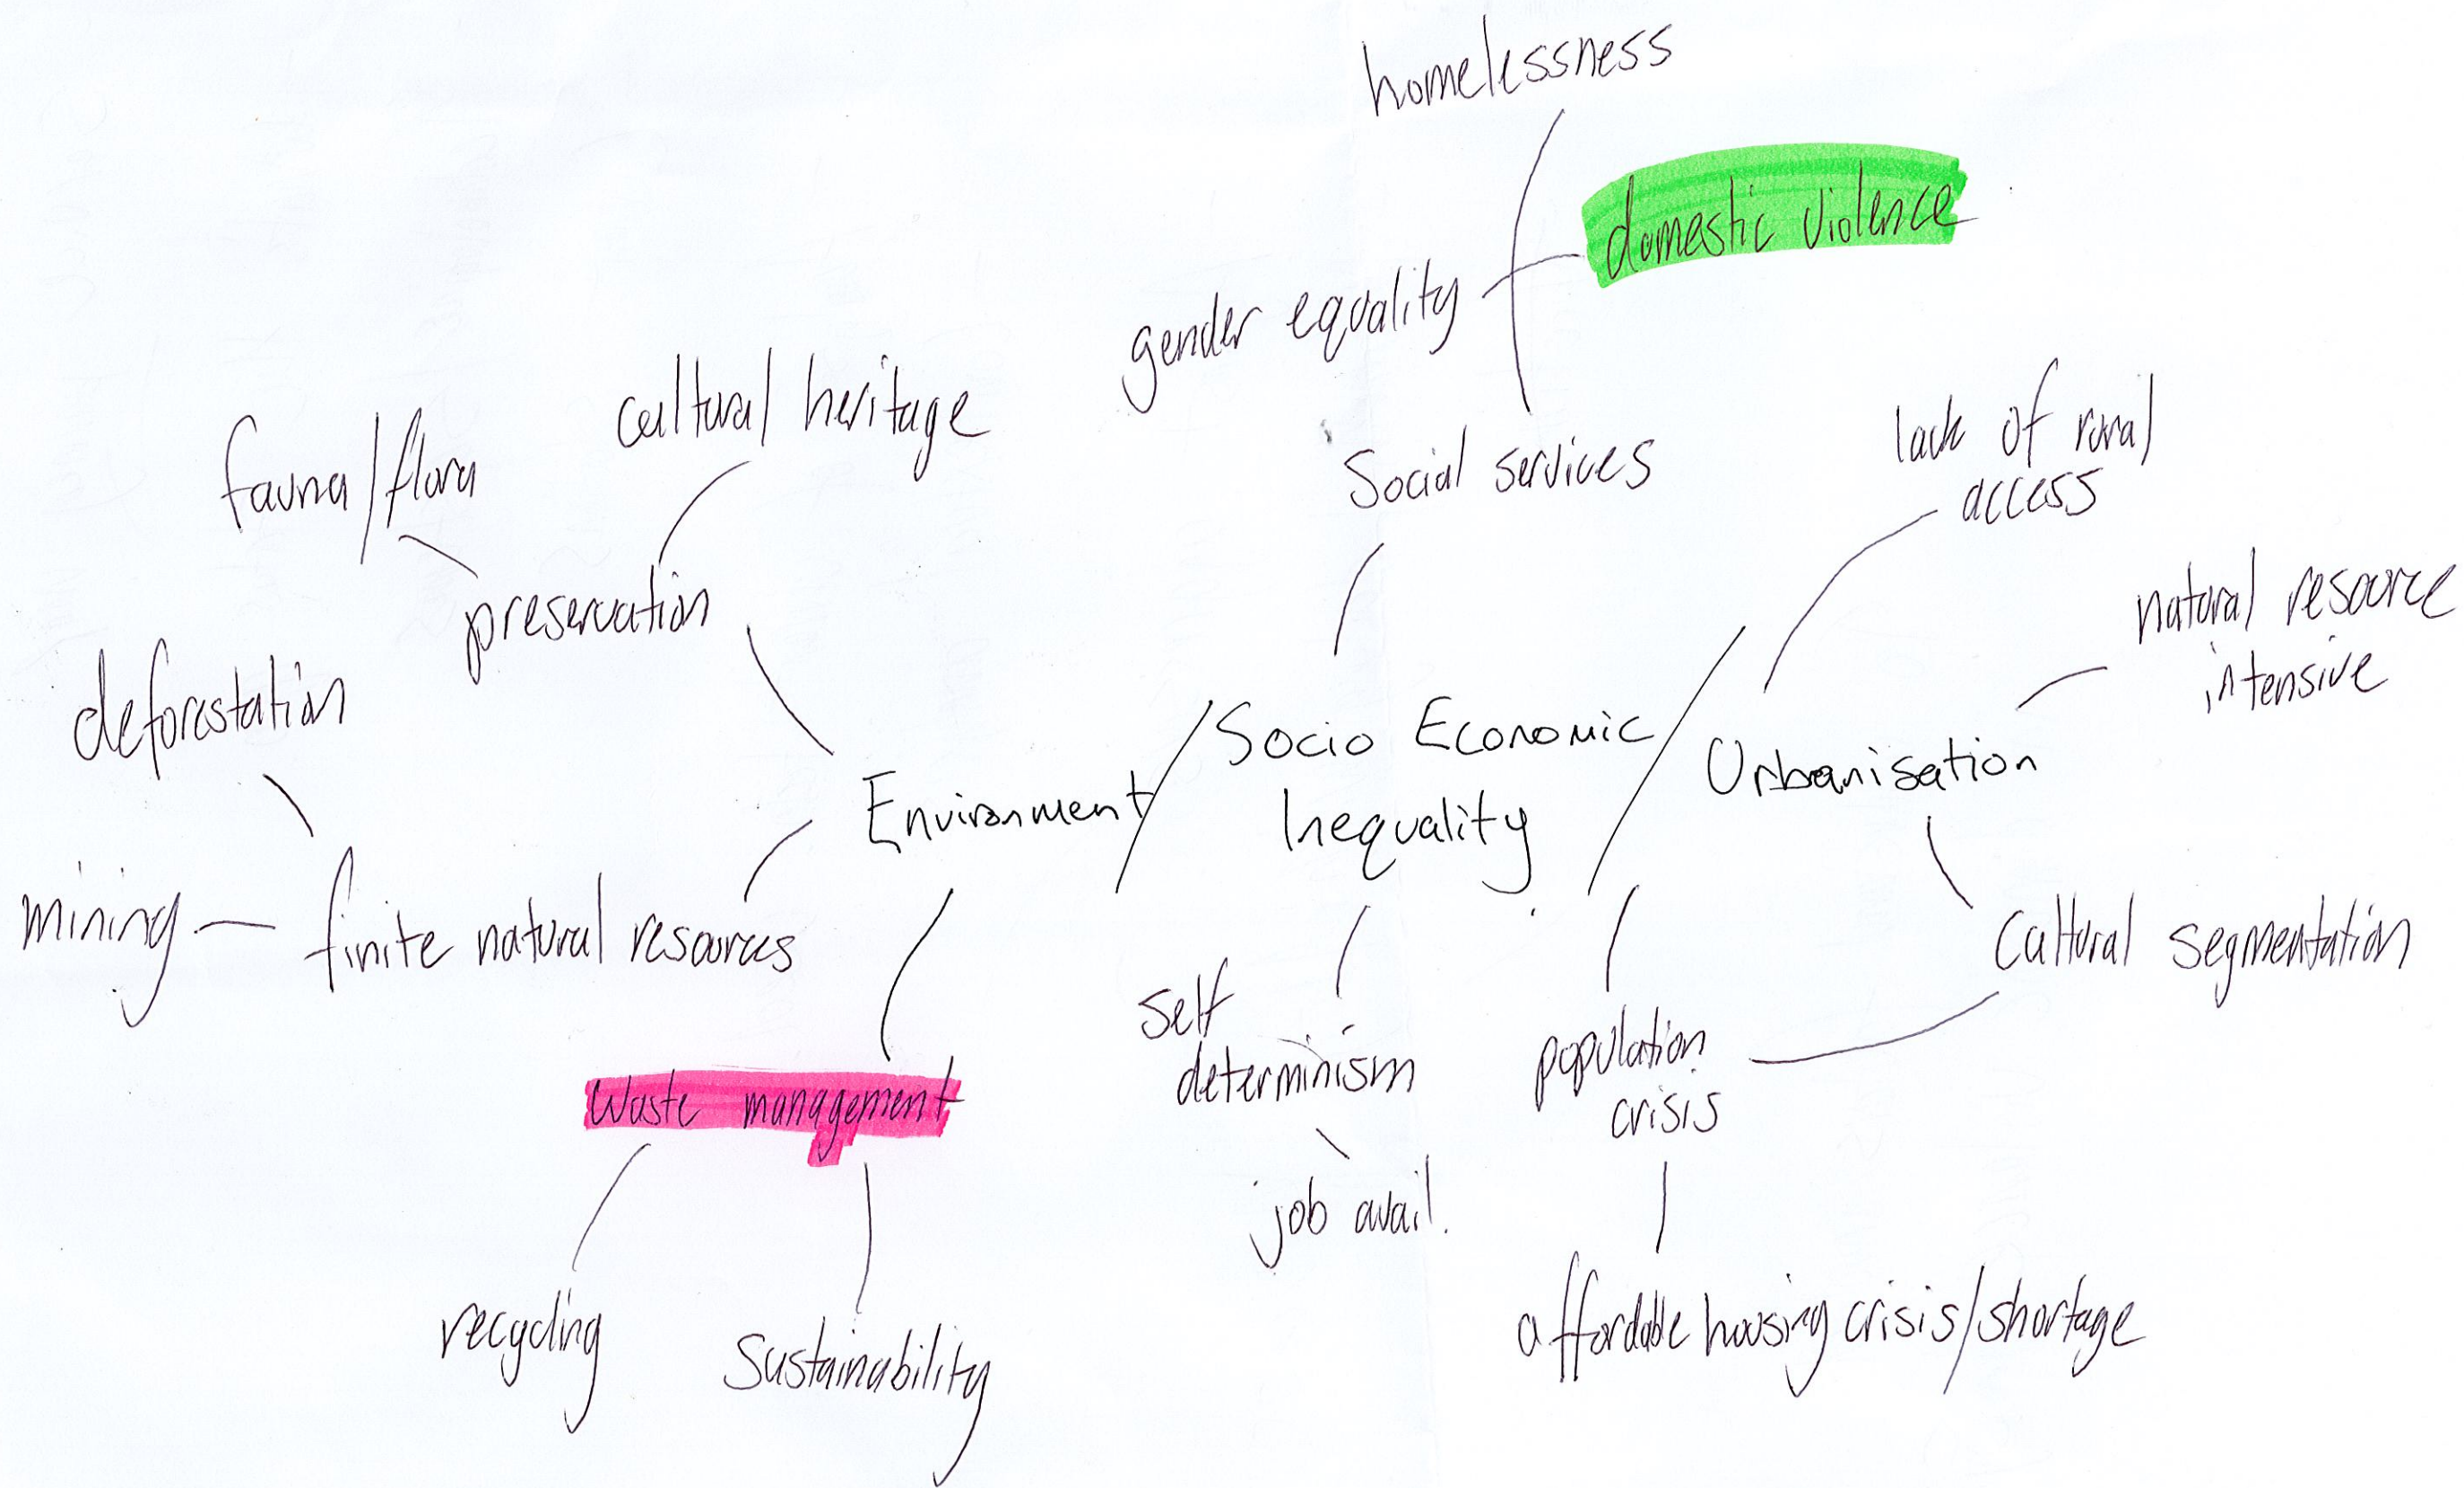 homelessness
domestic violence
gender equality
cultural heritage
fauna/flora
Social services
lack of rural
access
preservation
natural resource
intensive
deforestation
Environment / Socio Economic
Inequality / Urbanisation
mining
finite natural resources
Cultural segmentation
self
determinism
population
crisis
Waste management
job avail.
recycling
Sustainability
affordable housing crisis/shortage